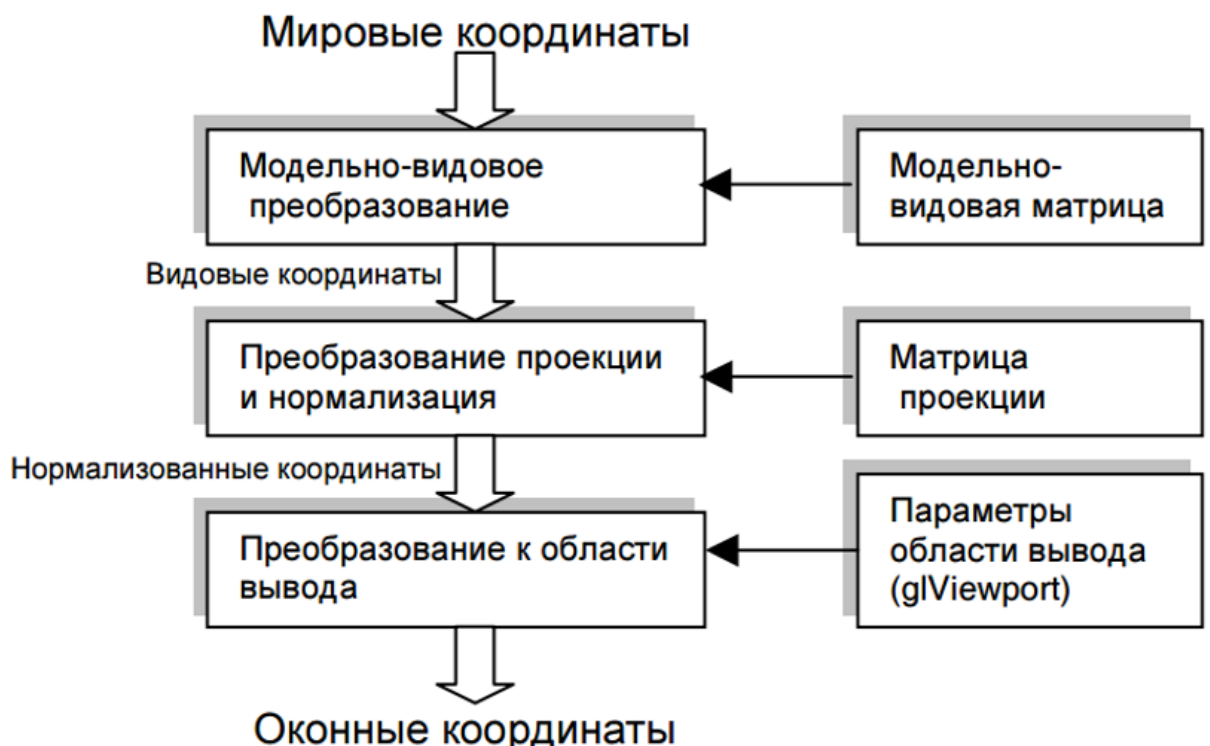 Мировые координаты
Модельно-видовое
преобразование
Модельно-
видовая матрица
Видовые координаты
Преобразование проекции
и нормализация
Матрица
проекции
Нормализованные координаты
Преобразование к области
вывода
Параметры
области вывода
(glViewport)
Оконные координаты